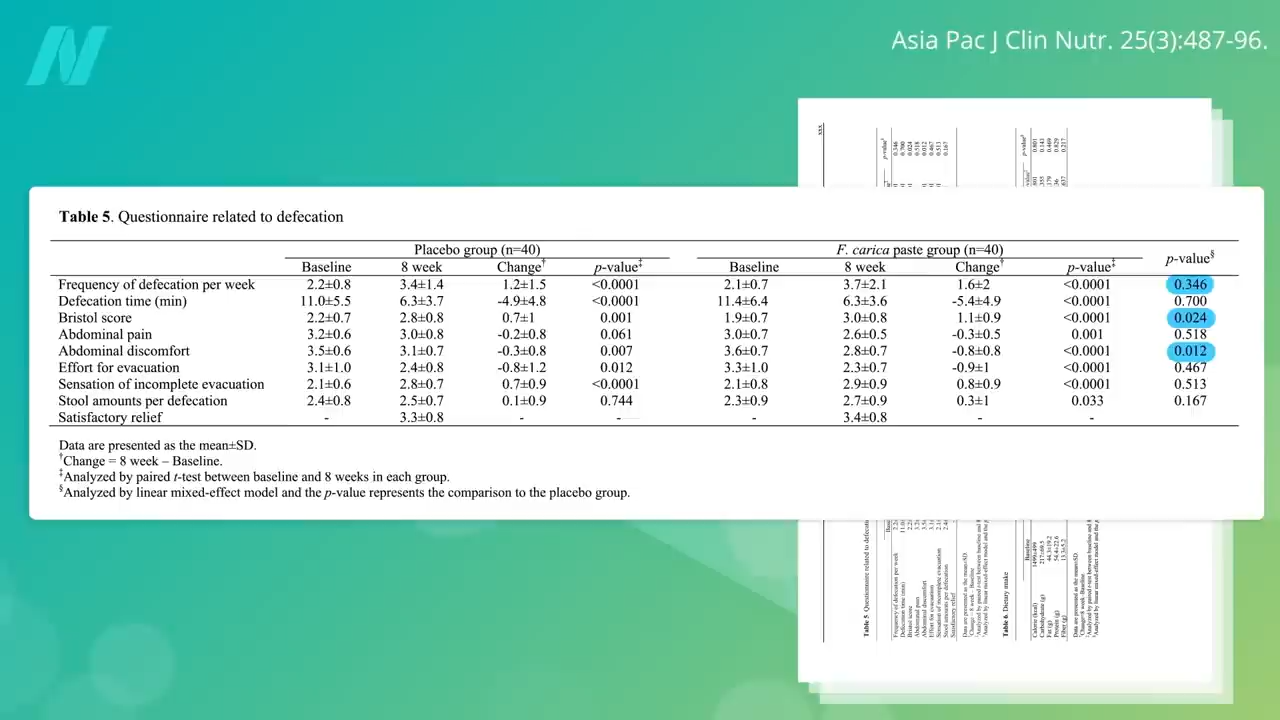 Asia Pac J Clin Nutr. 25(3):487-96.
Table 5. Questionnaire related to defecation
Placebo group (n=40) F. carica paste group (n=40) p-value§
Baseline 8 week Change† p-value‡ Baseline 8 week Change† p-value‡
Frequency of defecation per week 2.2±0.8 3.4±1.4 1.2±1.5 <0.0001 2.1±0.7 3.7±2.1 1.6±2 <0.0001 0.346
Defecation time (min) 11.0±5.5 6.3±3.7 -4.9±4.8 <0.0001 11.4±6.4 6.3±3.6 -5.4±4.9 <0.0001 0.700
Bristol score 2.2±0.7 2.8±0.8 0.7±1 0.001 1.9±0.7 3.0±0.8 1.1±0.9 <0.0001 0.024
Abdominal pain 3.2±0.6 3.0±0.8 -0.2±0.8 0.061 3.0±0.7 2.6±0.5 -0.3±0.5 0.001 0.518
Abdominal discomfort 3.5±0.6 3.1±0.7 -0.3±0.8 0.007 3.6±0.7 2.8±0.7 -0.8±0.8 <0.0001 0.012
Effort for evacuation 3.1±1.0 2.4±0.8 -0.8±1.2 0.012 3.3±1.0 2.3±0.7 -0.9±1 <0.0001 0.467
Sensation of incomplete evacuation 2.1±0.6 2.8±0.7 0.7±0.9 <0.0001 2.1±0.8 2.9±0.9 0.8±0.9 <0.0001 0.513
Stool amounts per defecation 2.4±0.8 2.5±0.7 0.1±0.9 0.744 2.3±0.9 2.7±0.9 0.3±1 0.033 0.167
Satisfactory relief - 3.3±0.8 - - - 3.4±0.8 - -
Data are presented as the mean±SD.
†Change = 8 week – Baseline.
‡Analyzed by paired t-test between baseline and 8 weeks in each group.
§Analyzed by linear mixed-effect model and the p-value represents the comparison to the placebo group.